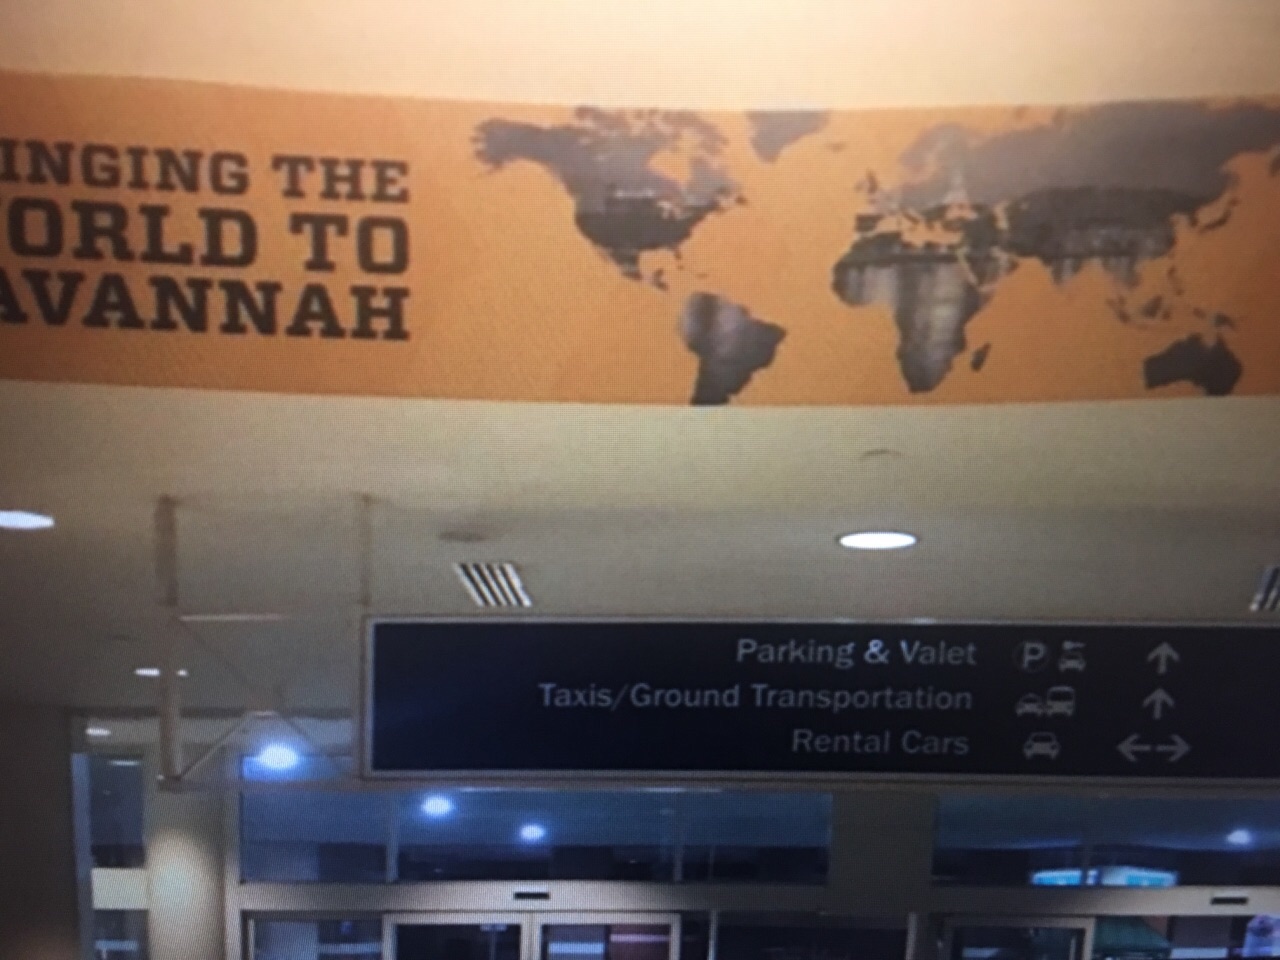 INGING THE
ORLD TO
AVANNAH
Parking & Valet P ↑
Taxis/Ground Transportation ↑
Rental Cars ←→